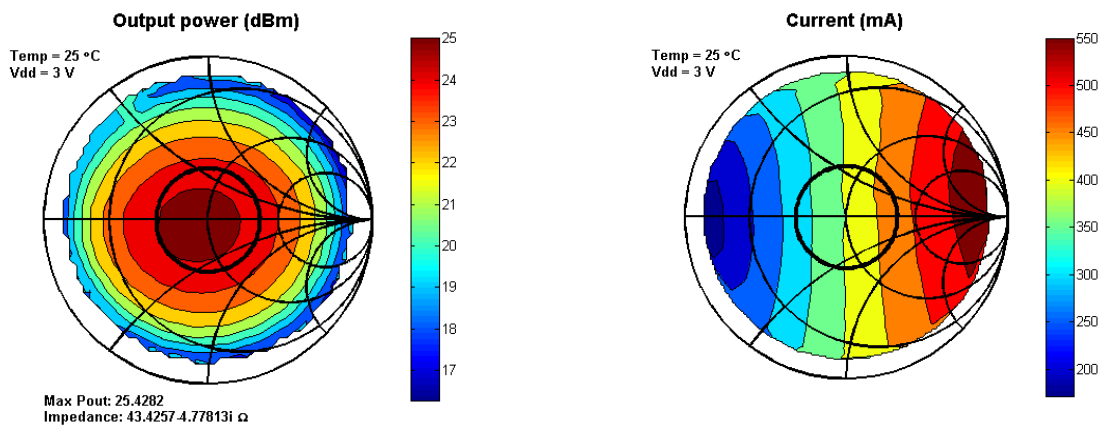 Output power (dBm)
Temp = 25 °C
Vdd = 3 V
25
24
23
22
21
20
19
18
17
Max Pout: 25.4282
Impedance: 43.4257-4.77813i Ω
Current (mA)
Temp = 25 °C
Vdd = 3 V
550
500
450
400
350
300
250
200